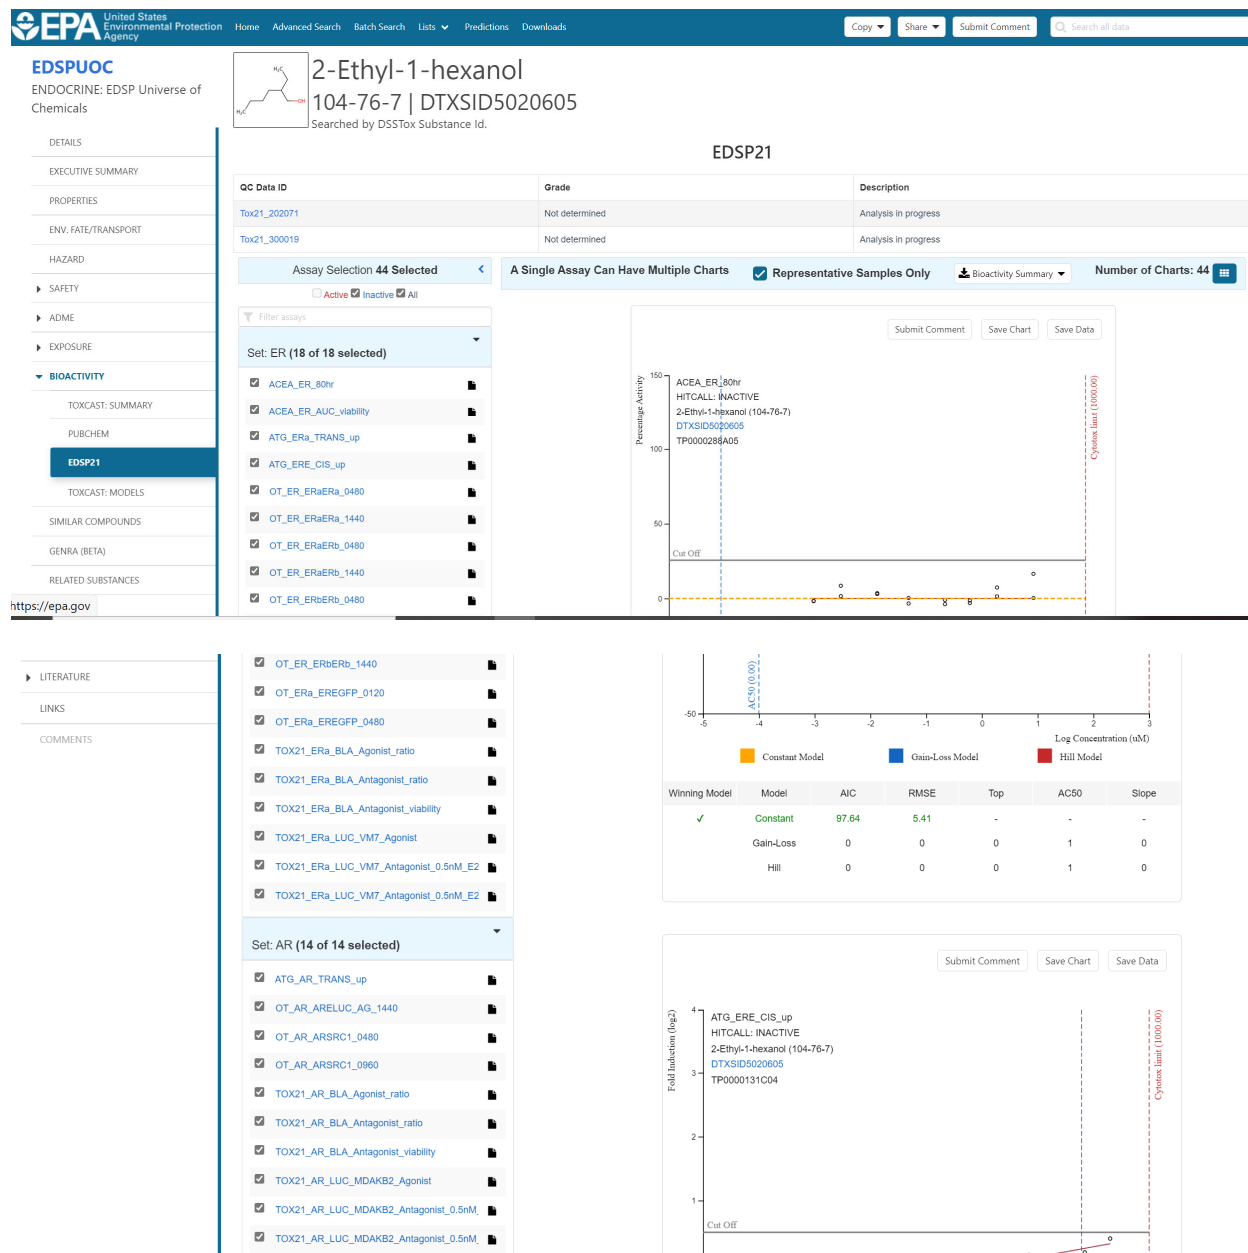 EPA United States
Environmental Protection
Agency
Home Advanced Search Batch Search Lists Predictions Downloads
Copy Share Submit Comment Search all data
EDSPUOC
ENDOCRINE: EDSP Universe of
Chemicals
H₃C
OH
H₃C
2-Ethyl-1-hexanol
104-76-7 | DTXSID5020605
Searched by DSSTox Substance Id.
DETAILS
EXECUTIVE SUMMARY
PROPERTIES
ENV. FATE/TRANSPORT
HAZARD
SAFETY
ADME
EXPOSURE
BIOACTIVITY
TOXCAST: SUMMARY
PUBCHEM
EDSP21
TOXCAST: MODELS
SIMILAR COMPOUNDS
GENRA (BETA)
RELATED SUBSTANCES
https://epa.gov
EDSP21
QC Data ID Grade Description
Tox21_202071 Not determined Analysis in progress
Tox21_300019 Not determined Analysis in progress
Assay Selection 44 Selected
A Single Assay Can Have Multiple Charts Representative Samples Only Bioactivity Summary Number of Charts: 44
Active Inactive All
Filter assays
Set: ER (18 of 18 selected)
ACEA_ER_80hr
ACEA_ER_AUC_viability
ATG_ERa_TRANS_up
ATG_ERE_CIS_up
OT_ER_ERaERa_0480
OT_ER_ERaERa_1440
OT_ER_ERaERb_0480
OT_ER_ERaERb_1440
OT_ER_ERbERb_0480
Submit Comment Save Chart Save Data
Percentage Activity
150
100
50
0
ACEA_ER_80hr
HITCALL: INACTIVE
2-Ethyl-1-hexanol (104-76-7)
DTXSID5020605
TP0000288A05
Cytotox limit (1000.00)
Cut Off
LITERATURE
LINKS
COMMENTS
OT_ER_ERbERb_1440
OT_ERa_EREGFP_0120
OT_ERa_EREGFP_0480
TOX21_ERa_BLA_Agonist_ratio
TOX21_ERa_BLA_Antagonist_ratio
TOX21_ERa_BLA_Antagonist_viability
TOX21_ERa_LUC_VM7_Agonist
TOX21_ERa_LUC_VM7_Antagonist_0.5nM_E2
TOX21_ERa_LUC_VM7_Antagonist_0.5nM_E2
Set: AR (14 of 14 selected)
ATG_AR_TRANS_up
OT_AR_ARELUC_AG_1440
OT_AR_ARSRC1_0480
OT_AR_ARSRC1_0960
TOX21_AR_BLA_Agonist_ratio
TOX21_AR_BLA_Antagonist_ratio
TOX21_AR_BLA_Antagonist_viability
TOX21_AR_LUC_MDAKB2_Agonist
TOX21_AR_LUC_MDAKB2_Antagonist_0.5nM_
TOX21_AR_LUC_MDAKB2_Antagonist_0.5nM_
AC50 (0.00)
-50
-5 -4 -3 -2 -1 0 1 2 3
Log Concentration (uM)
Constant Model Gain-Loss Model Hill Model
Winning Model Model AIC RMSE Top AC50 Slope
✓ Constant 97.64 5.41 - - -
Gain-Loss 0 0 0 1 0
Hill 0 0 0 1 0
Submit Comment Save Chart Save Data
Fold Induction (log2)
4
3
2
1
ATG_ERE_CIS_up
HITCALL: INACTIVE
2-Ethyl-1-hexanol (104-76-7)
DTXSID5020605
TP0000131C04
Cytotox limit (1000.00)
Cut Off